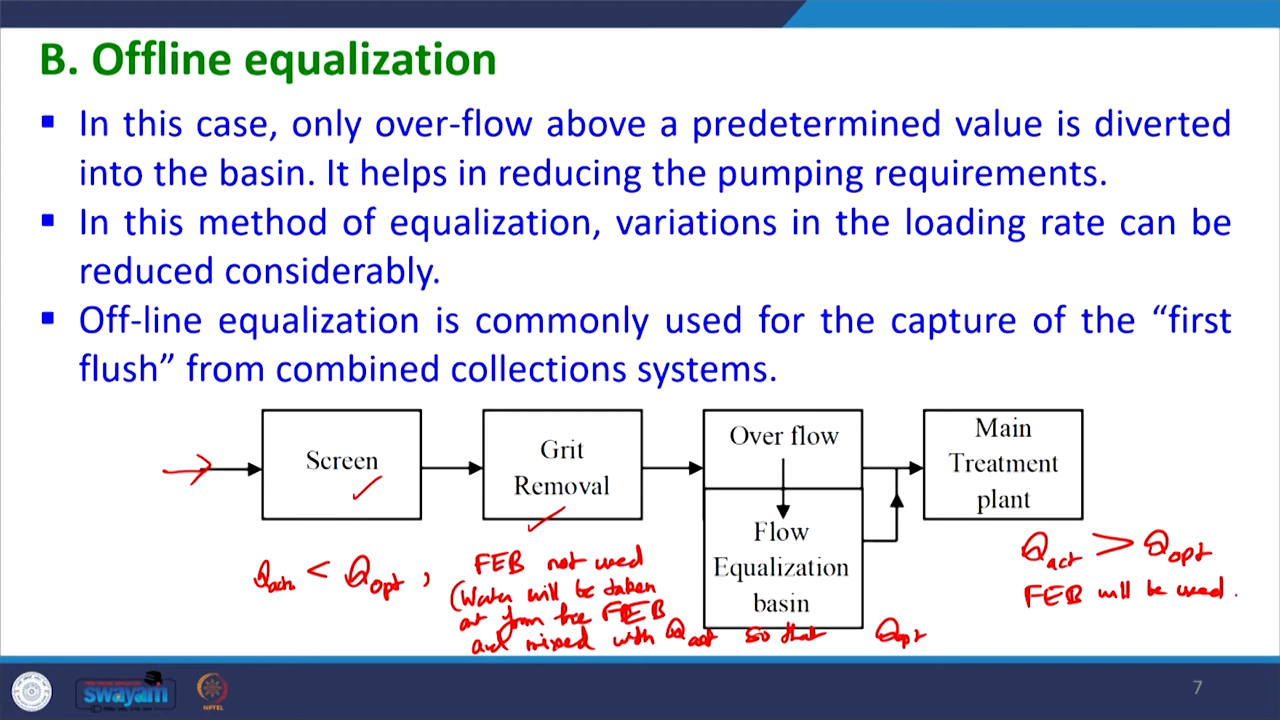 B. Offline equalization
▪ In this case, only over-flow above a predetermined value is diverted
into the basin. It helps in reducing the pumping requirements.
▪ In this method of equalization, variations in the loading rate can be
reduced considerably.
▪ Off-line equalization is commonly used for the capture of the “first
flush” from combined collections systems.
Screen
Grit
Removal
Over flow
Flow
Equalization
basin
Main
Treatment
plant
< Qopt,
FEB not used
(Water will be taken
out from the FEB
and mixed with Qact so that Qopt
Qact > Qopt
FEB will be used.
swayam
NPTEL
7